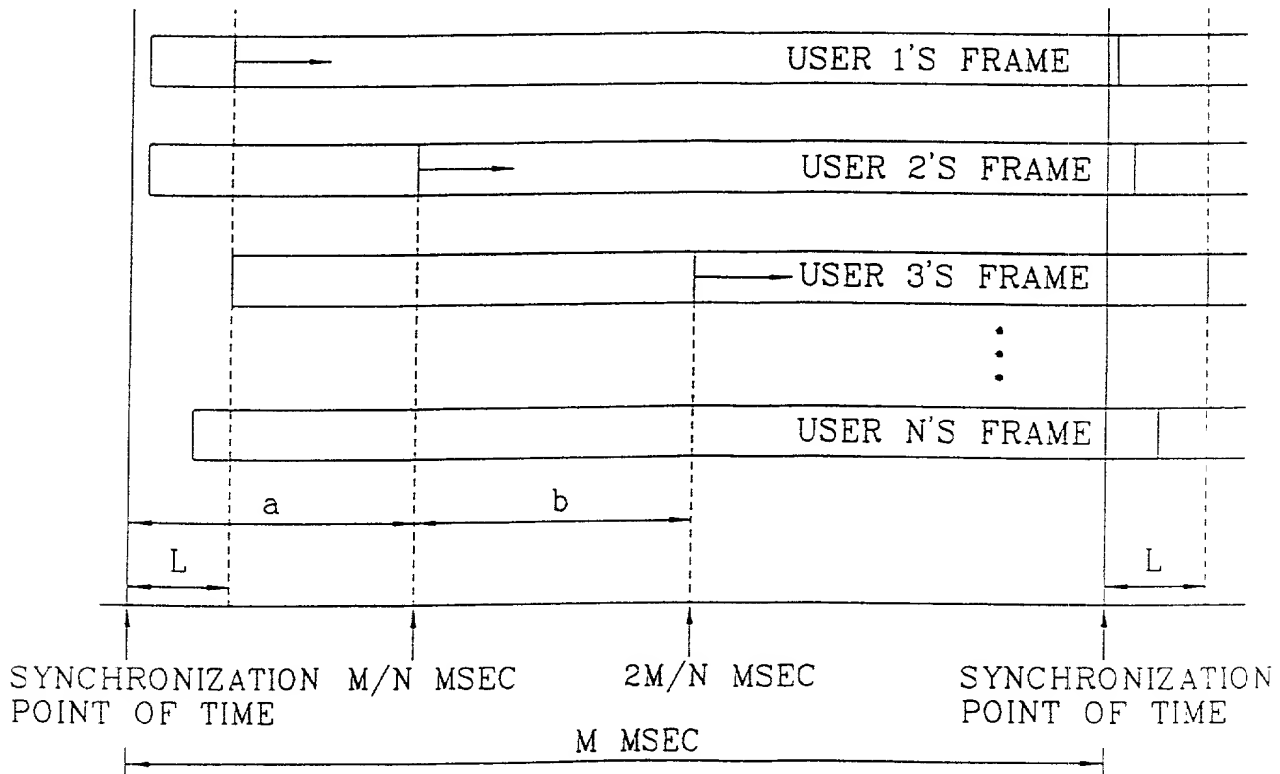 USER 1'S FRAME
USER 2'S FRAME
USER 3'S FRAME
USER N'S FRAME
a
b
L
L
SYNCHRONIZATION
POINT OF TIME
M/N MSEC
2M/N MSEC
SYNCHRONIZATION
POINT OF TIME
M MSEC